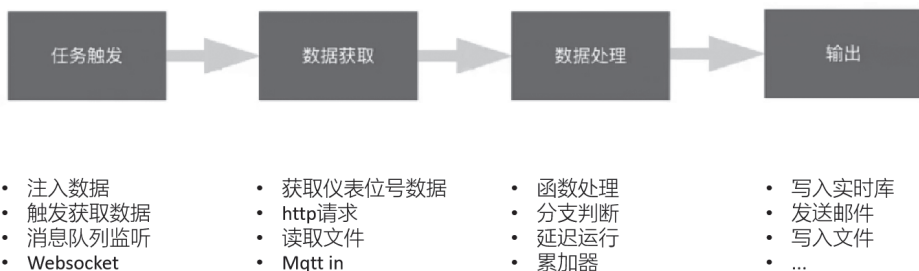 任务触发
数据获取
数据处理
输出
• 注入数据
• 触发获取数据
• 消息队列监听
• Websocket
• 获取仪表位号数据
• http请求
• 读取文件
• Mqtt in
• 函数处理
• 分支判断
• 延迟运行
• 累加器
• 写入实时库
• 发送邮件
• 写入文件
• ...